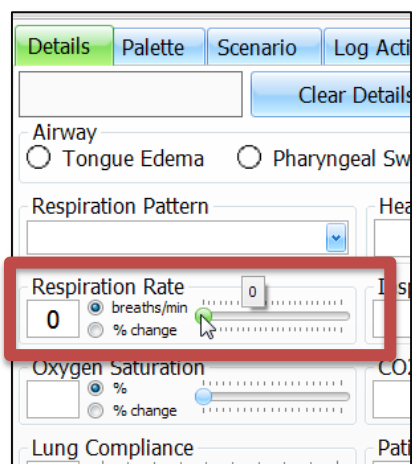 Details Palette Scenario Log Acti
Clear Details
Airway
Tongue Edema Pharyngeal Sw
Respiration Pattern Hea
Respiration Rate
0
0 breaths/min
% change
Oxygen Saturation CO2
%
% change
Lung Compliance Pati